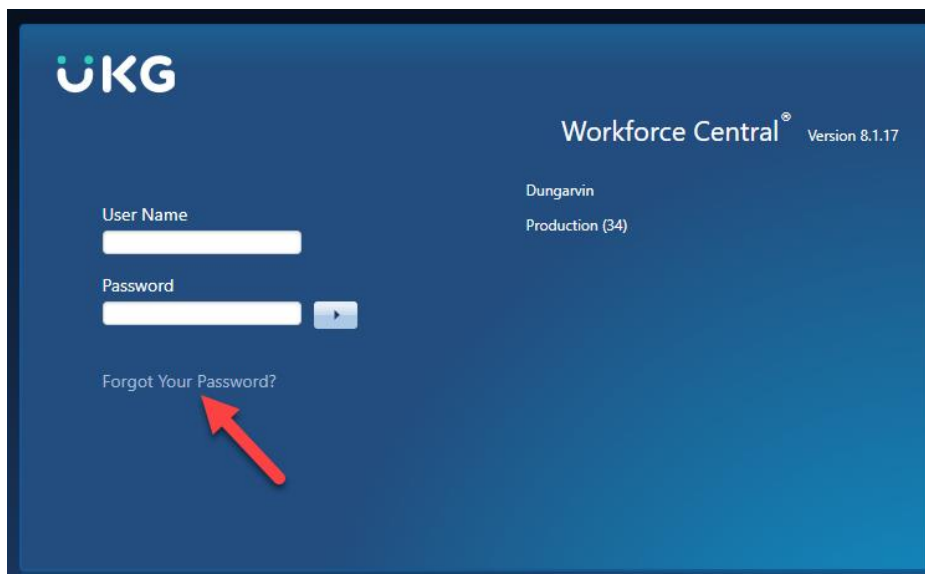 UKG
Workforce Central® Version 8.1.17
Dungarvin
Production (34)
User Name
Password
Forgot Your Password?